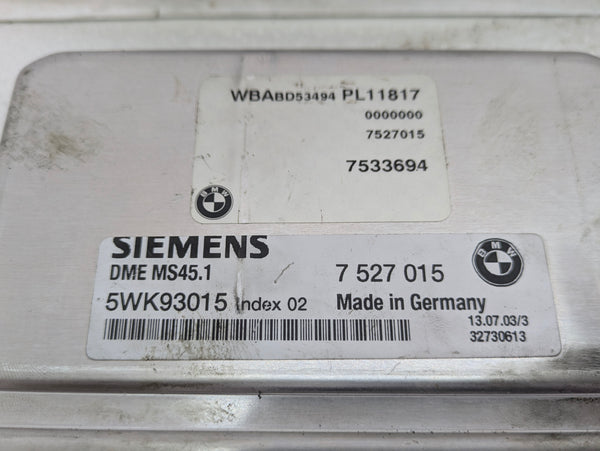 WBABD53494 PL11817
0000000
7527015
7533694
BMW
SIEMENS
DME MS45.1
7 527 015
BMW
5WK93015 Index 02
Made in Germany
13.07.03/3
32730613